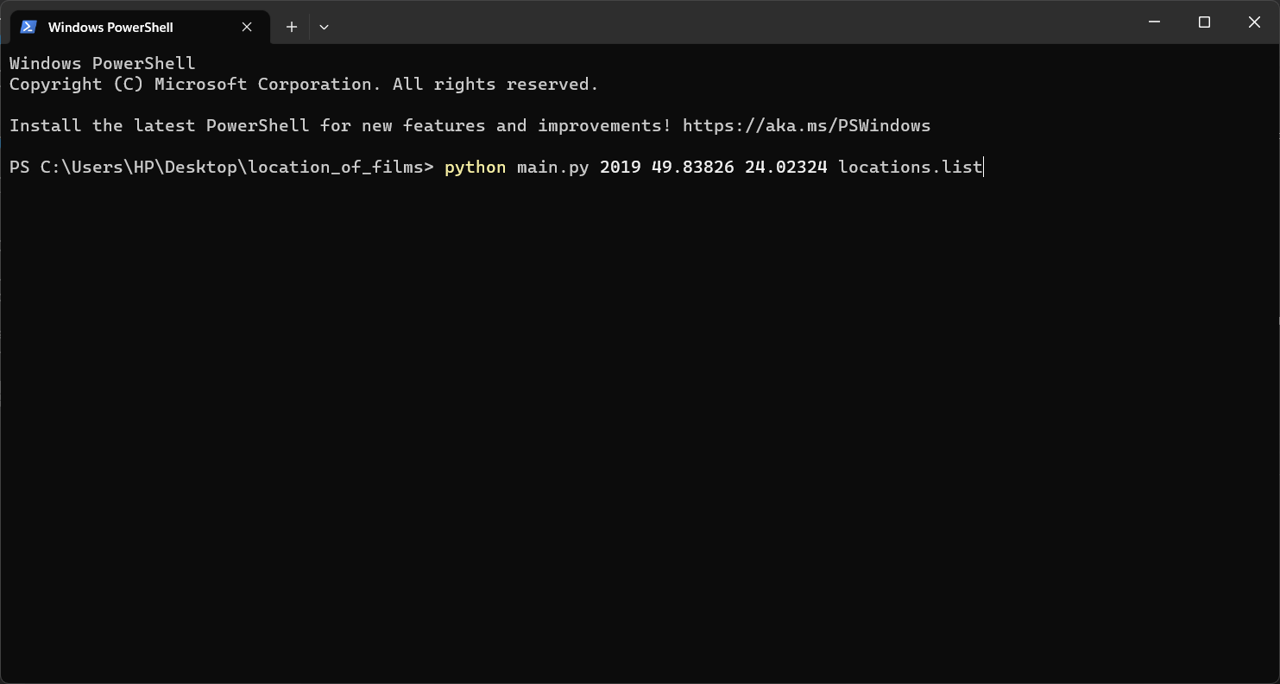 Windows PowerShell
Windows PowerShell
Copyright (C) Microsoft Corporation. All rights reserved.
Install the latest PowerShell for new features and improvements! https://aka.ms/PSWindows
PS C:\Users\HP\Desktop\location_of_films> python main.py 2019 49.83826 24.02324 locations.list